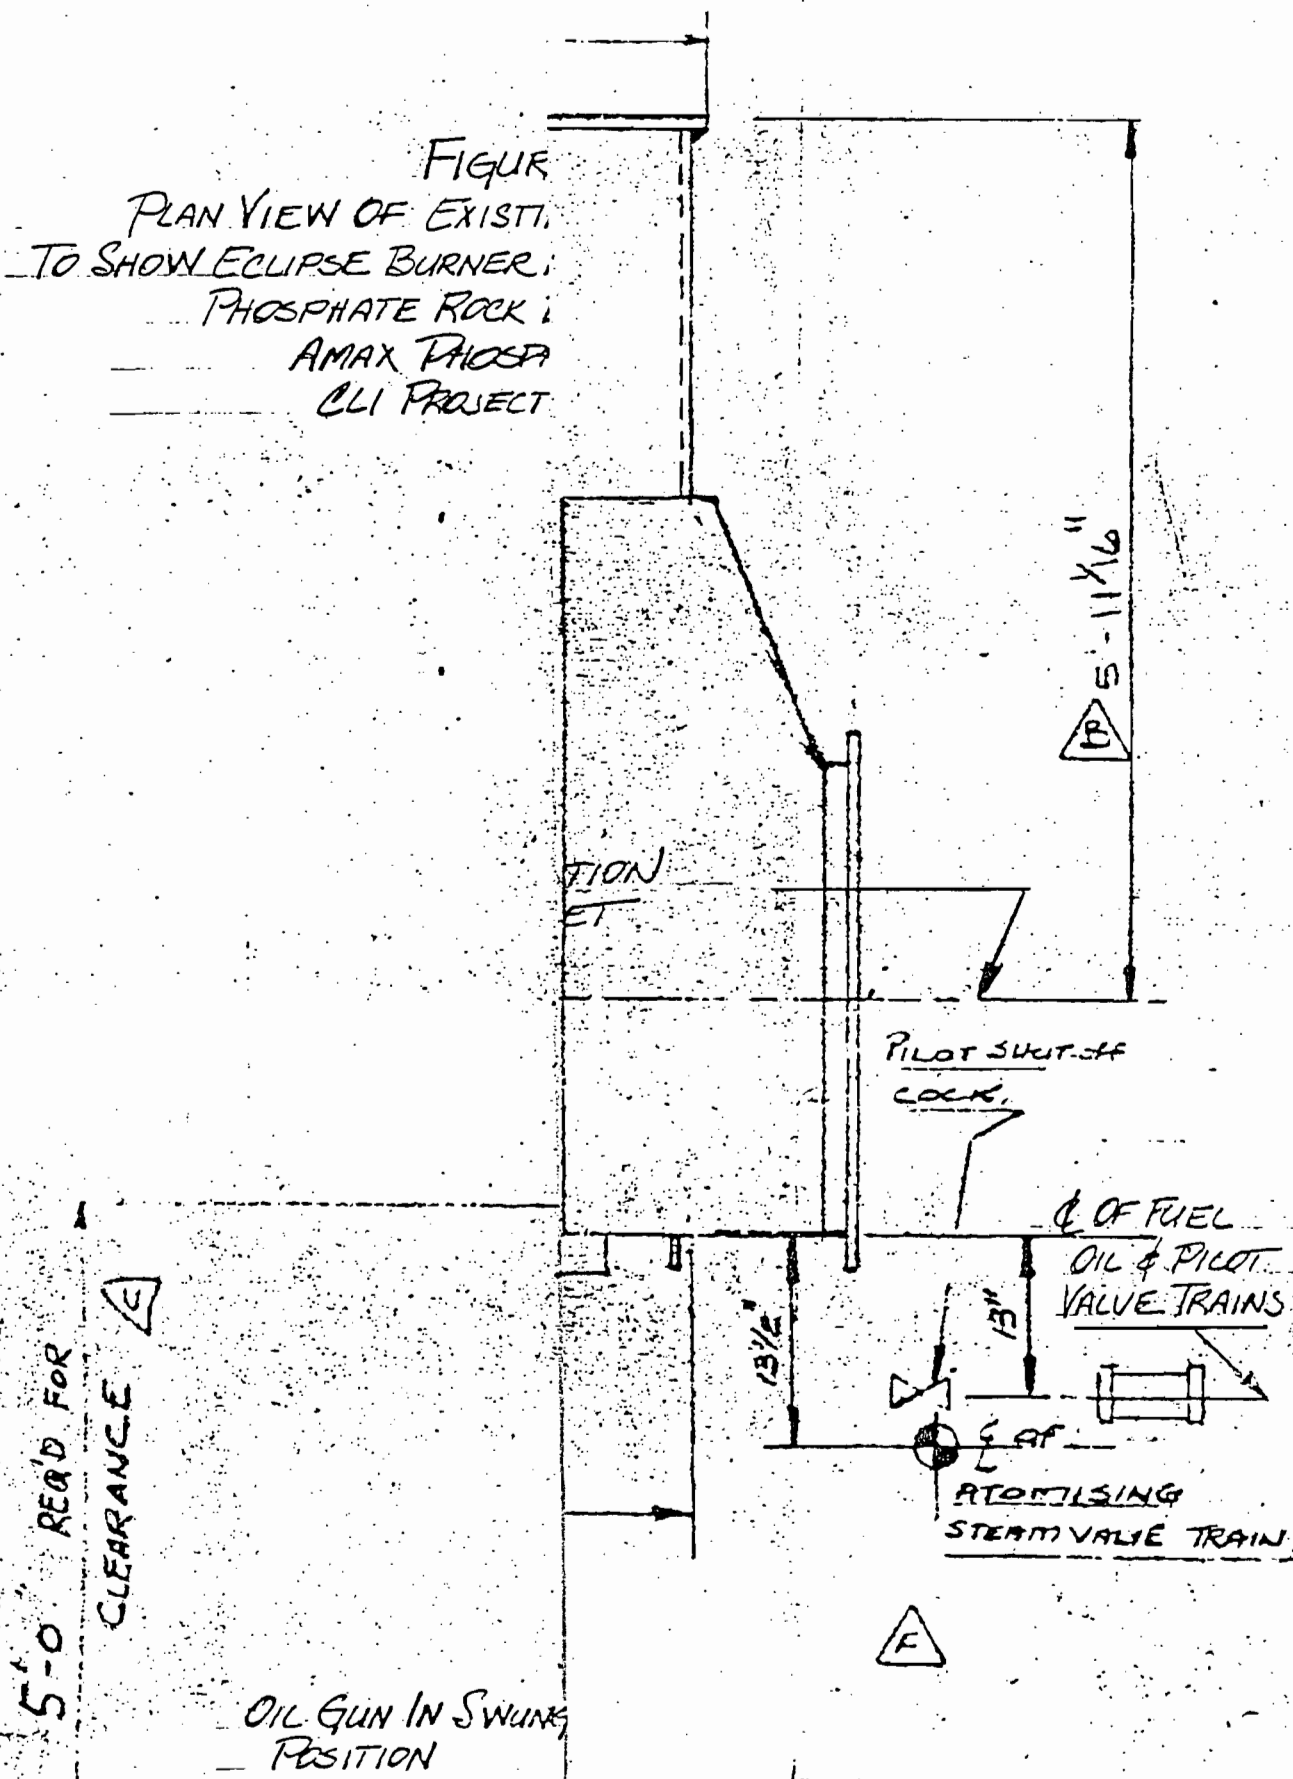 FIGUR
PLAN VIEW OF EXISTI
TO SHOW ECLIPSE BURNER
PHOSPHATE ROCK
AMAX PHOSP
CLI PROJECT
5'-11 1/16"
B
TION
ET
PILOT SHUT-OFF
COCK.
℄ OF FUEL
OIL & PILOT
VALVE TRAINS
13 1/2"
13"
℄ OF
ATOMISING
STEAM VALVE TRAIN
F
5'-0" REQ'D FOR
CLEARANCE
C
OIL GUN IN SWUNG
POSITION